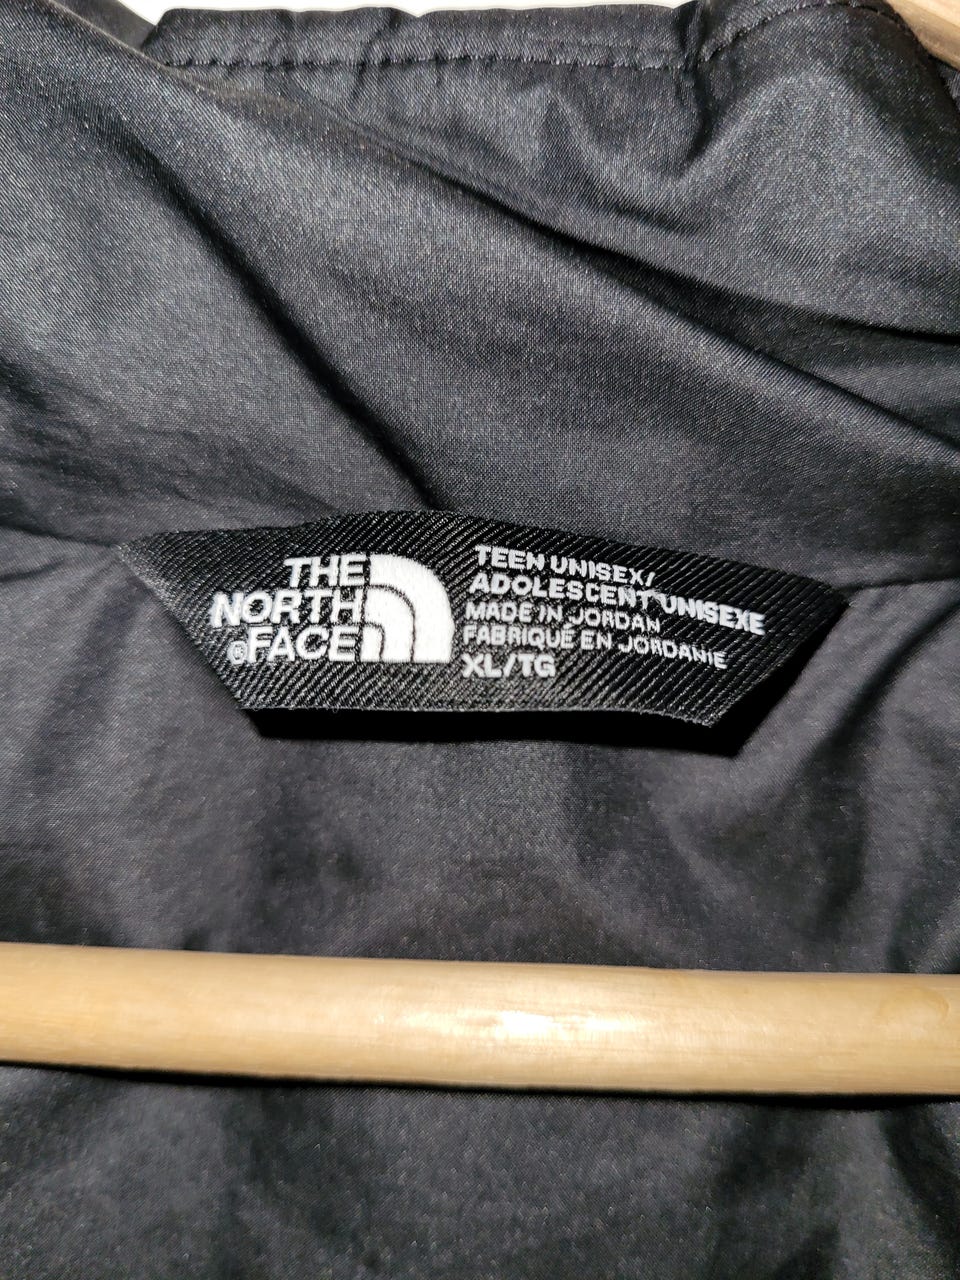 THE
NORTH
®FACE
TEEN UNISEX/
ADOLESCENT UNISEXE
MADE IN JORDAN
FABRIQUÉ EN JORDANIE
XL/TG